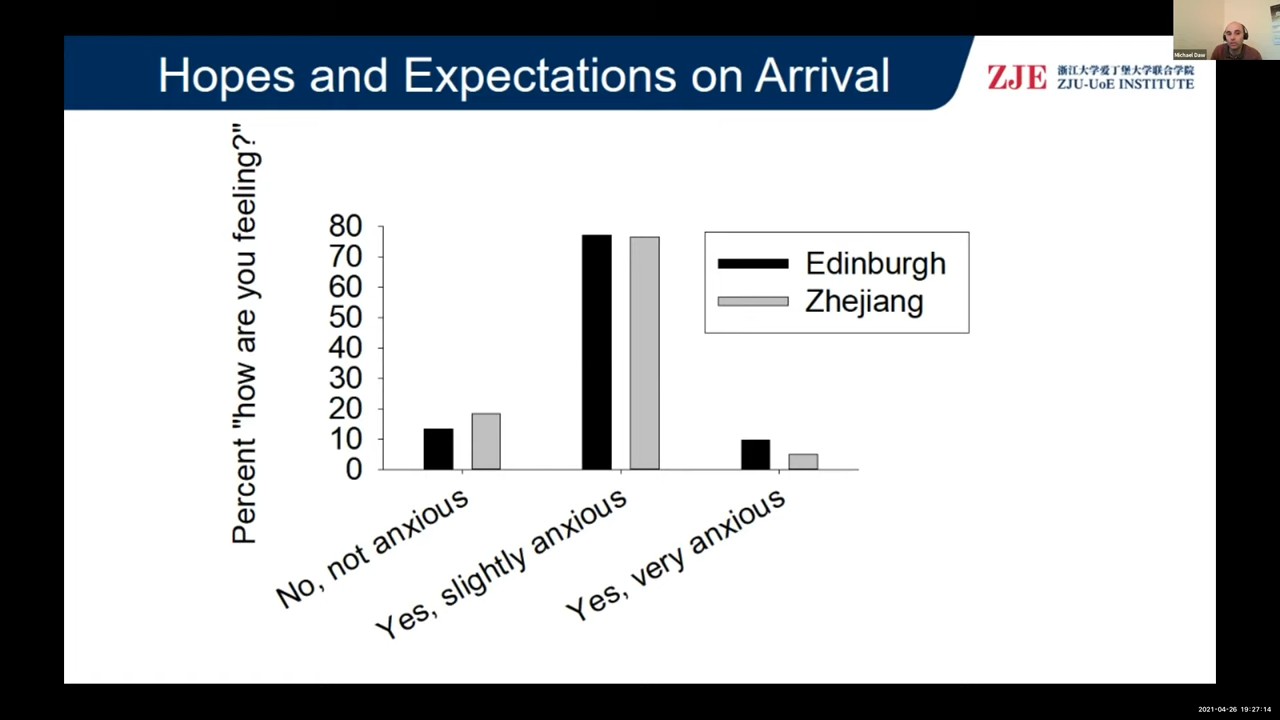 Hopes and Expectations on Arrival
ZJE
浙江大学爱丁堡大学联合学院
ZJU-UoE INSTITUTE
Michael Daw
Percent "how are you feeling?"
80
70
60
50
40
30
20
10
0
Edinburgh
Zhejiang
No, not anxious
Yes, slightly anxious
Yes, very anxious
2021-04-26 19:27:14